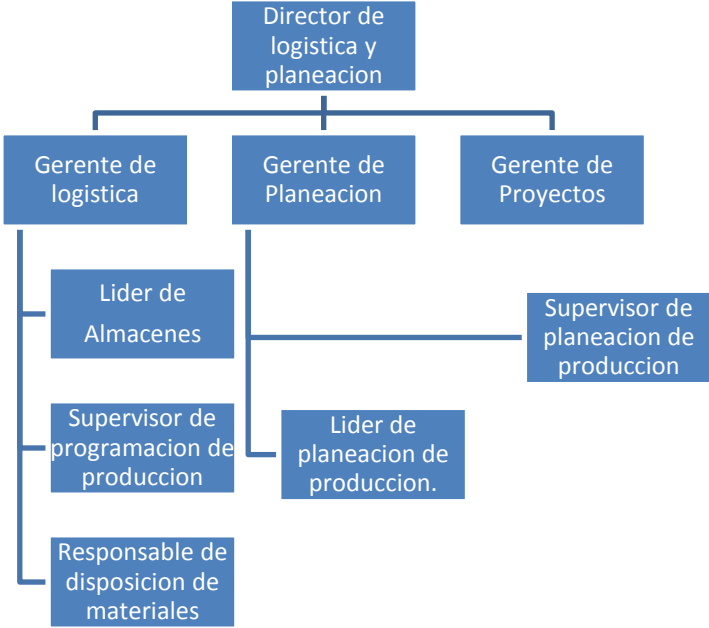 Director de
logistica y
planeacion
Gerente de
logistica
Gerente de
Planeacion
Gerente de
Proyectos
Lider de
Almacenes
Supervisor de
planeacion de
produccion
Supervisor de
programacion de
produccion
Lider de
planeacion de
produccion.
Responsable de
disposicion de
materiales